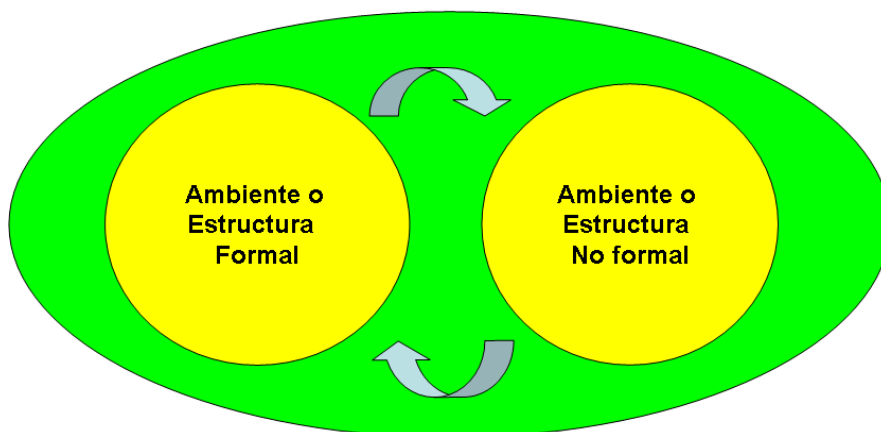 Ambiente o
Estructura
Formal
Ambiente o
Estructura
No formal